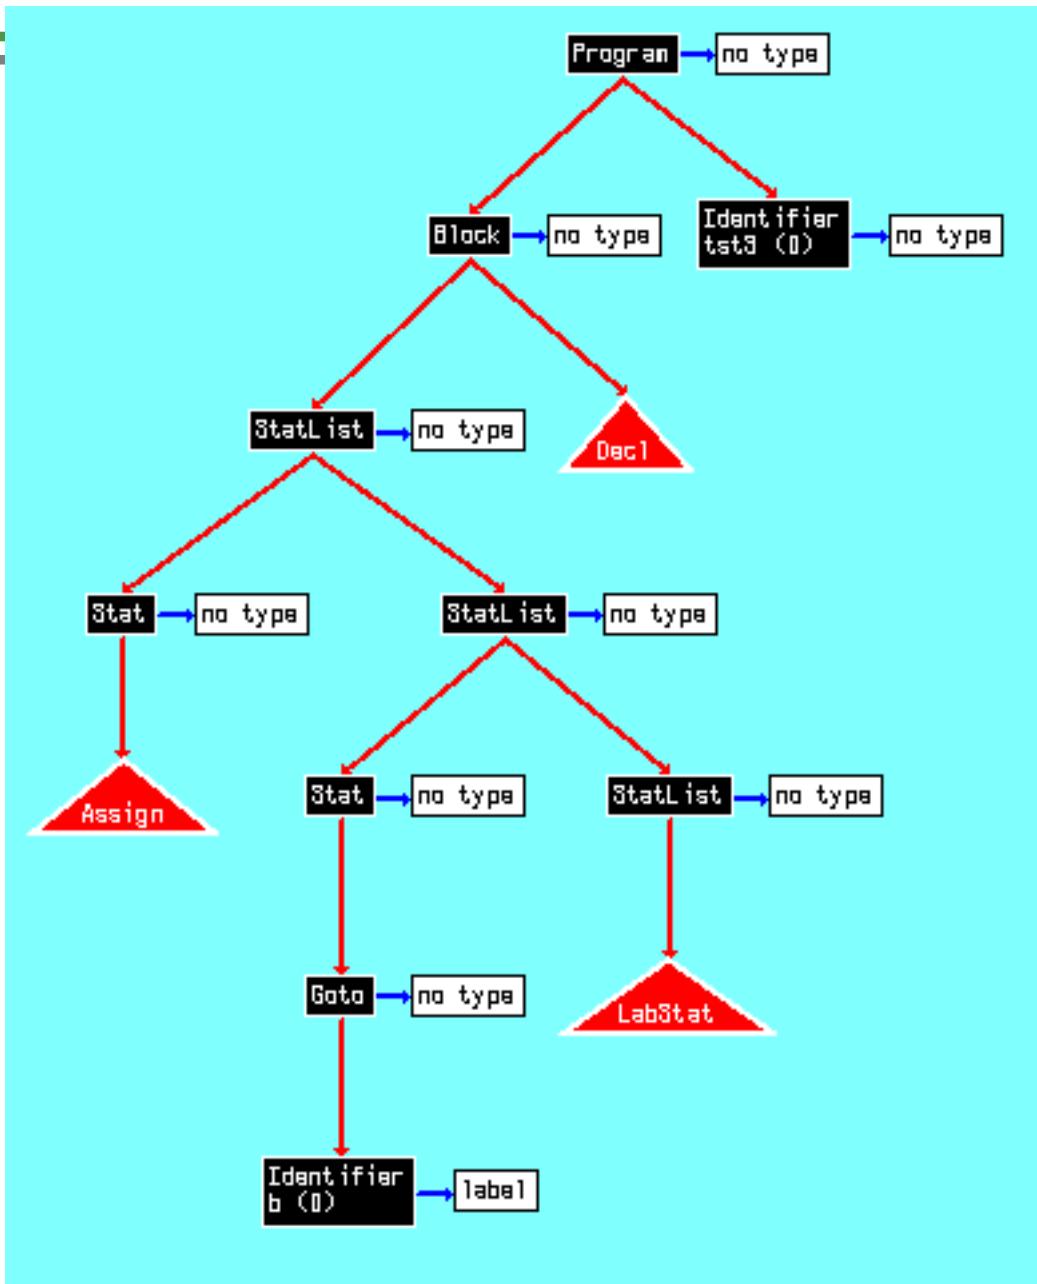 Program
no type
Block
no type
Identifier
tst3 (0)
no type
StatList
no type
Decl
Stat
no type
StatList
no type
Assign
Stat
no type
StatList
no type
Goto
no type
LabStat
Identifier
b (0)
label